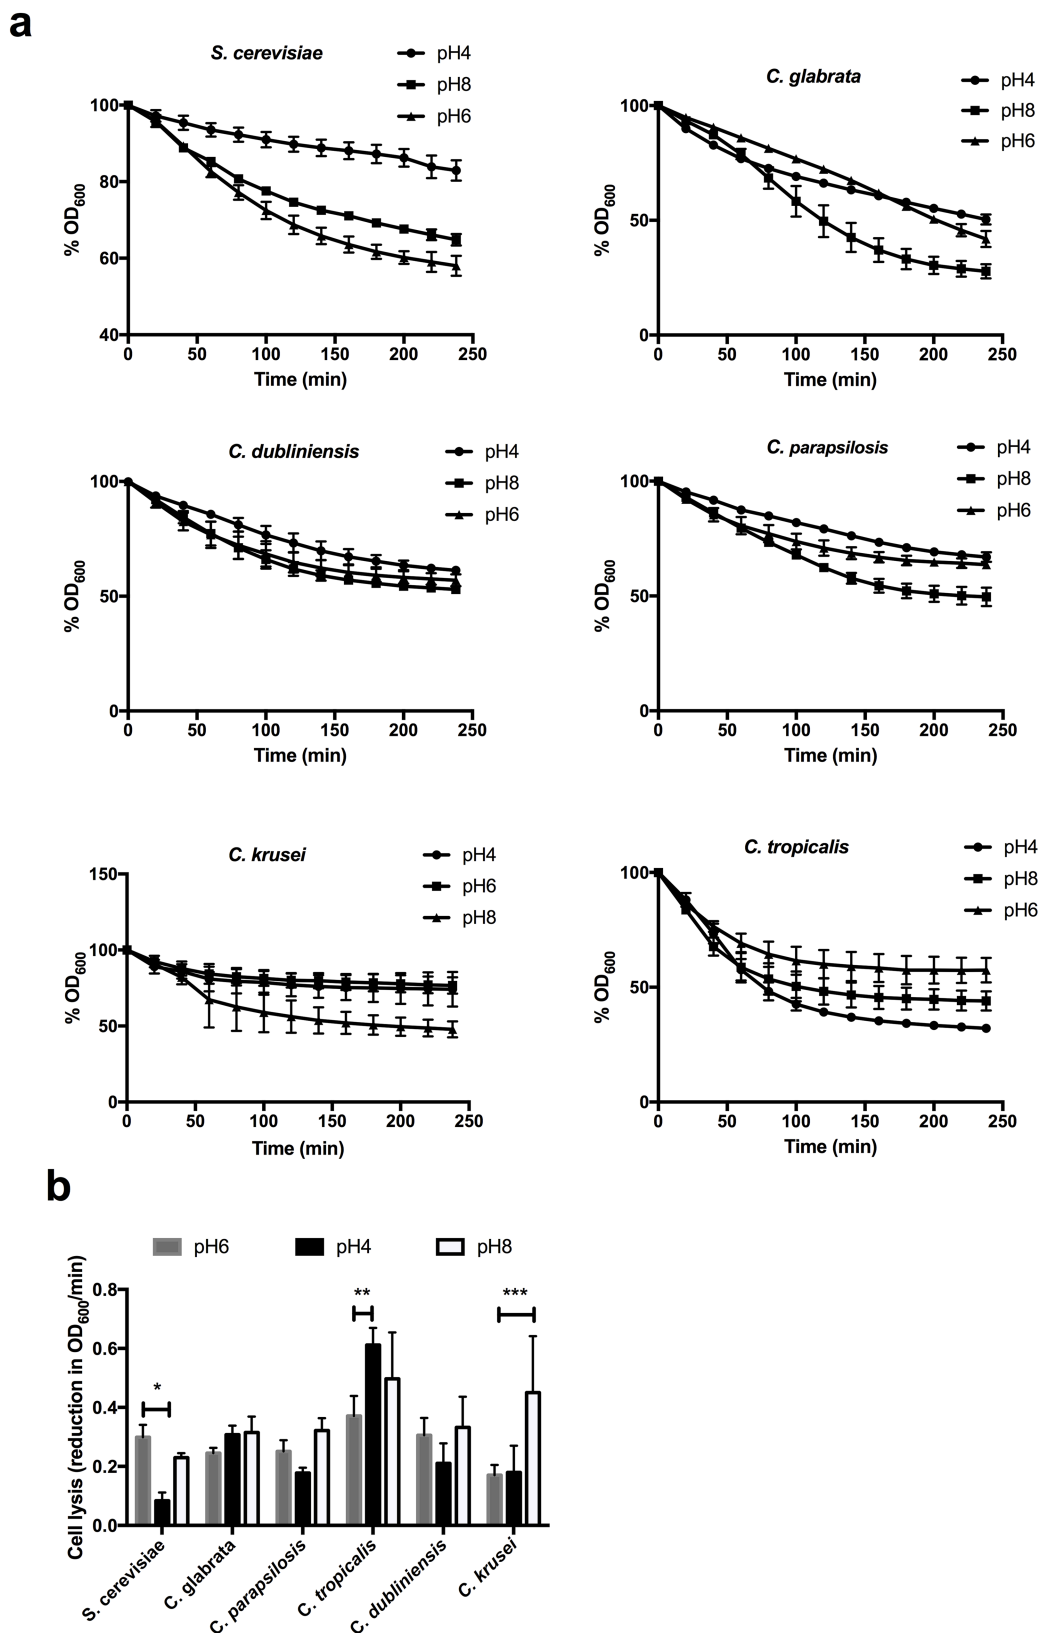 a
S. cerevisiae
pH4
pH8
pH6
100
80
60
40
% OD600
0 50 100 150 200 250
Time (min)
C. glabrata
pH4
pH8
pH6
100
50
0
% OD600
0 50 100 150 200 250
Time (min)
C. dubliniensis
pH4
pH8
pH6
100
50
0
% OD600
0 50 100 150 200 250
Time (min)
C. parapsilosis
pH4
pH8
pH6
100
50
0
% OD600
0 50 100 150 200 250
Time (min)
C. krusei
pH4
pH6
pH8
150
100
50
0
% OD600
0 50 100 150 200 250
Time (min)
C. tropicalis
pH4
pH8
pH6
100
50
0
% OD600
0 50 100 150 200 250
Time (min)
b
pH6 pH4 pH8
Cell lysis (reduction in OD600/min)
0.8
0.6
0.4
0.2
0.0
*
**
***
S. cerevisiae
C. glabrata
C. parapsilosis
C. tropicalis
C. dubliniensis
C. krusei